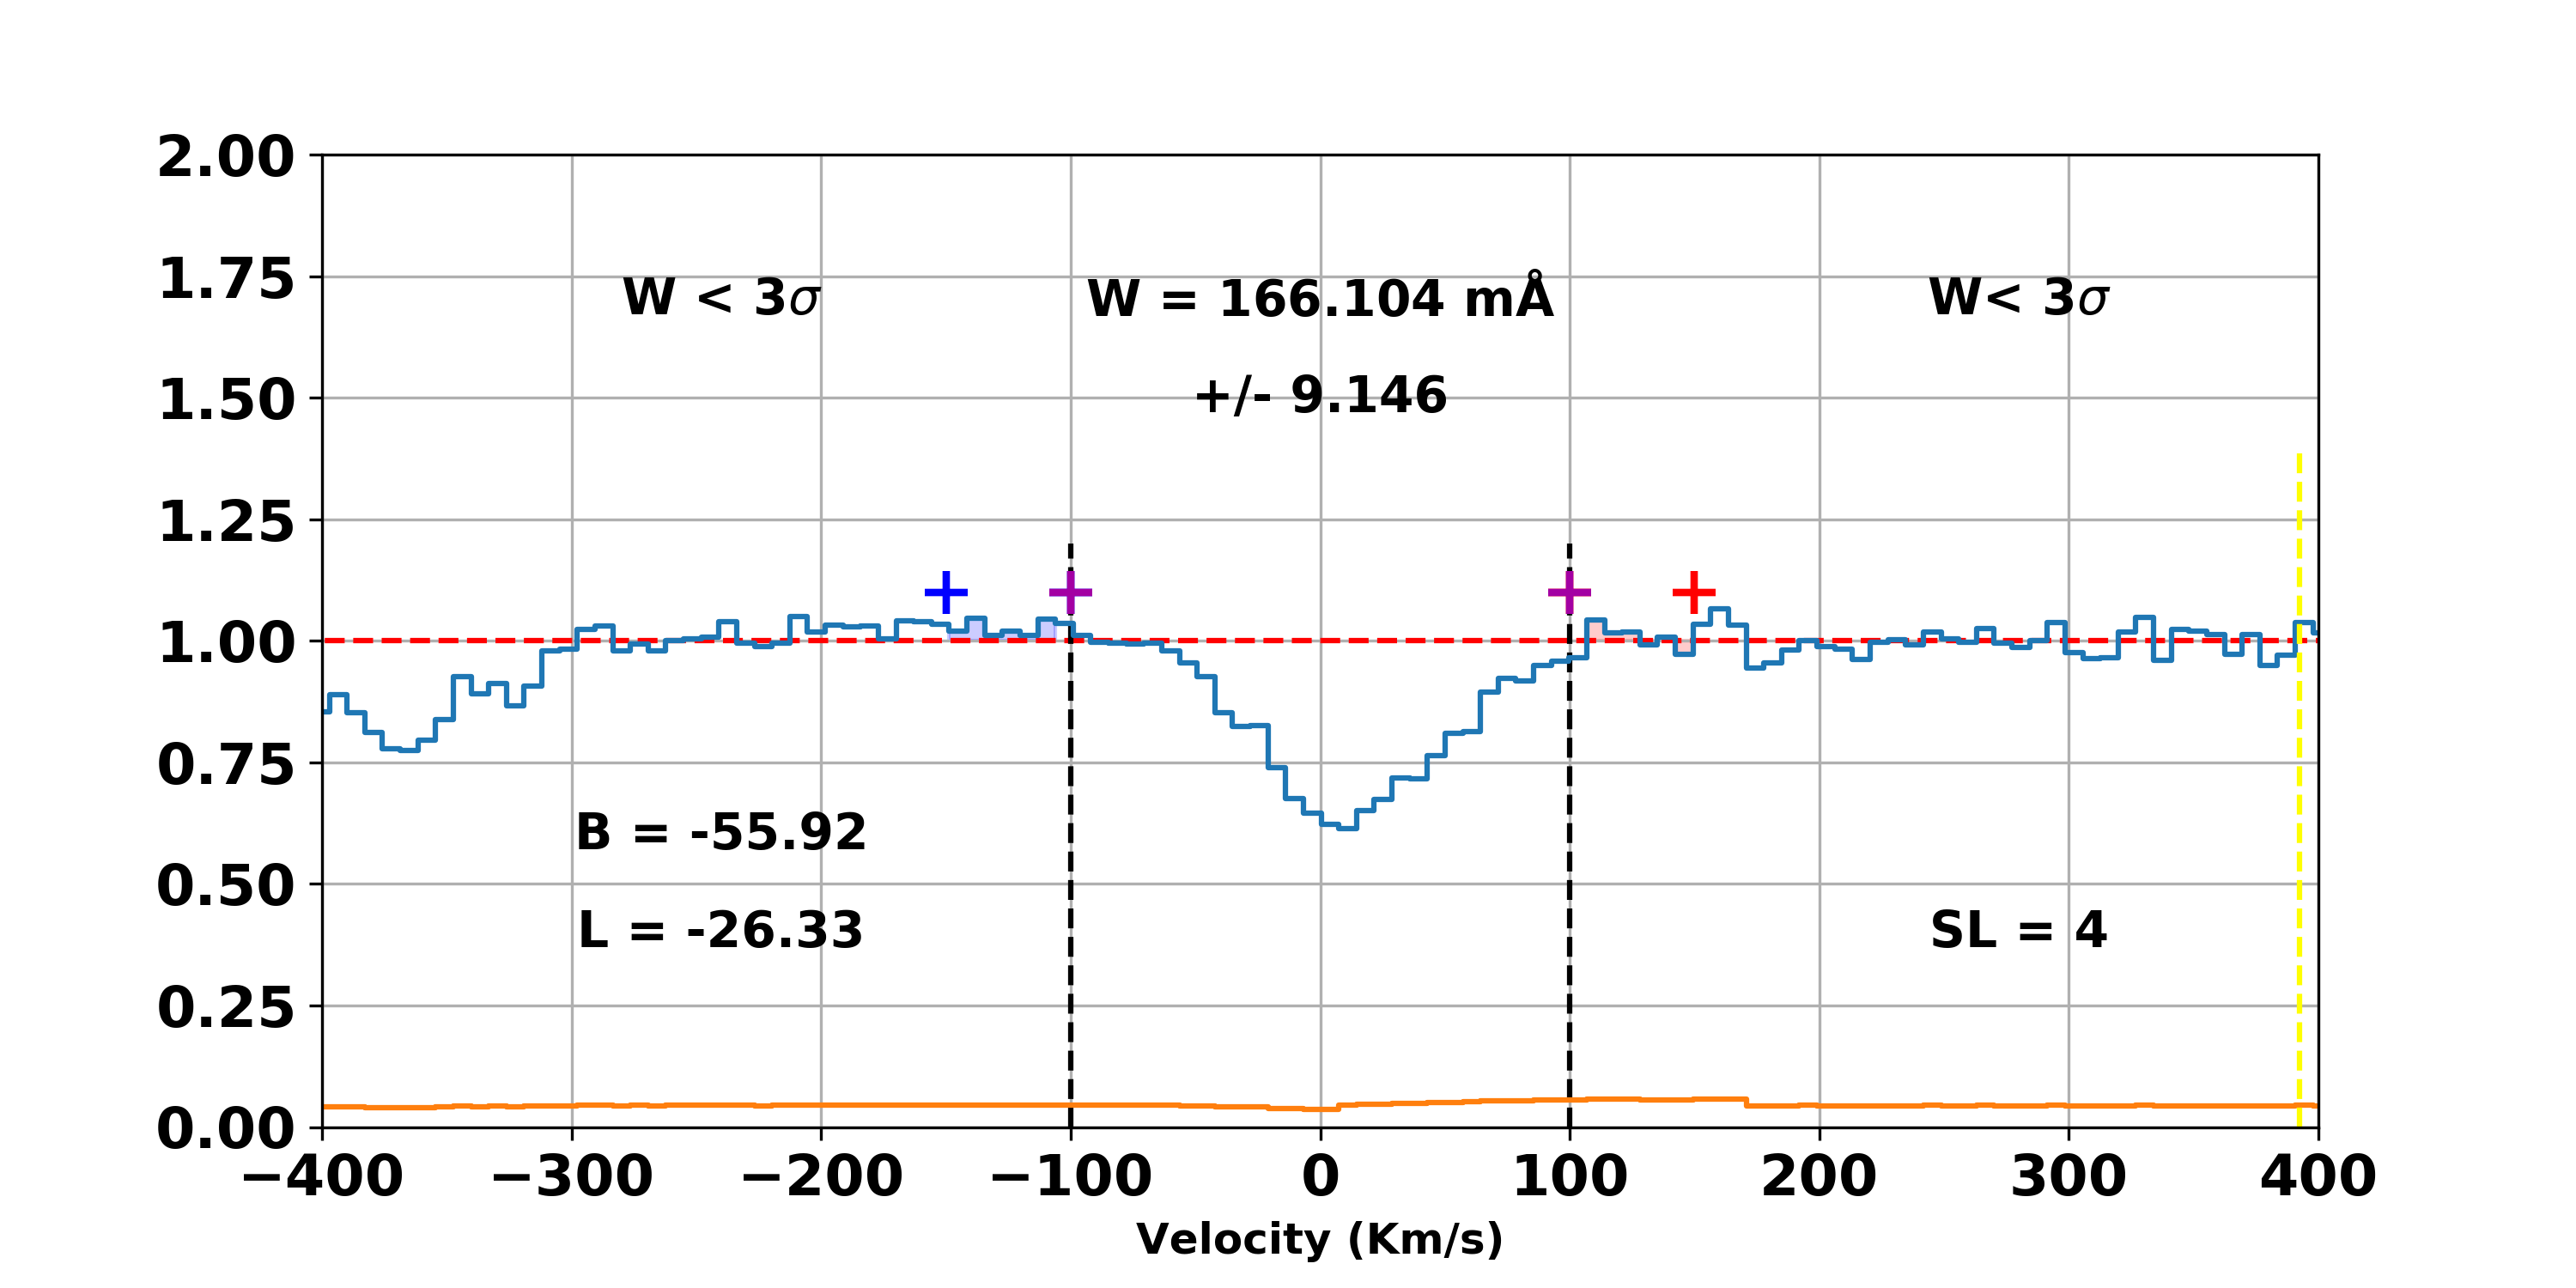 2.00
1.75
1.50
1.25
1.00
0.75
0.50
0.25
0.00
W < 3σ
W = 166.104 mÅ
+/- 9.146
W< 3σ
B = -55.92
L = -26.33
SL = 4
−400 −300 −200 −100 0 100 200 300 400
Velocity (Km/s)